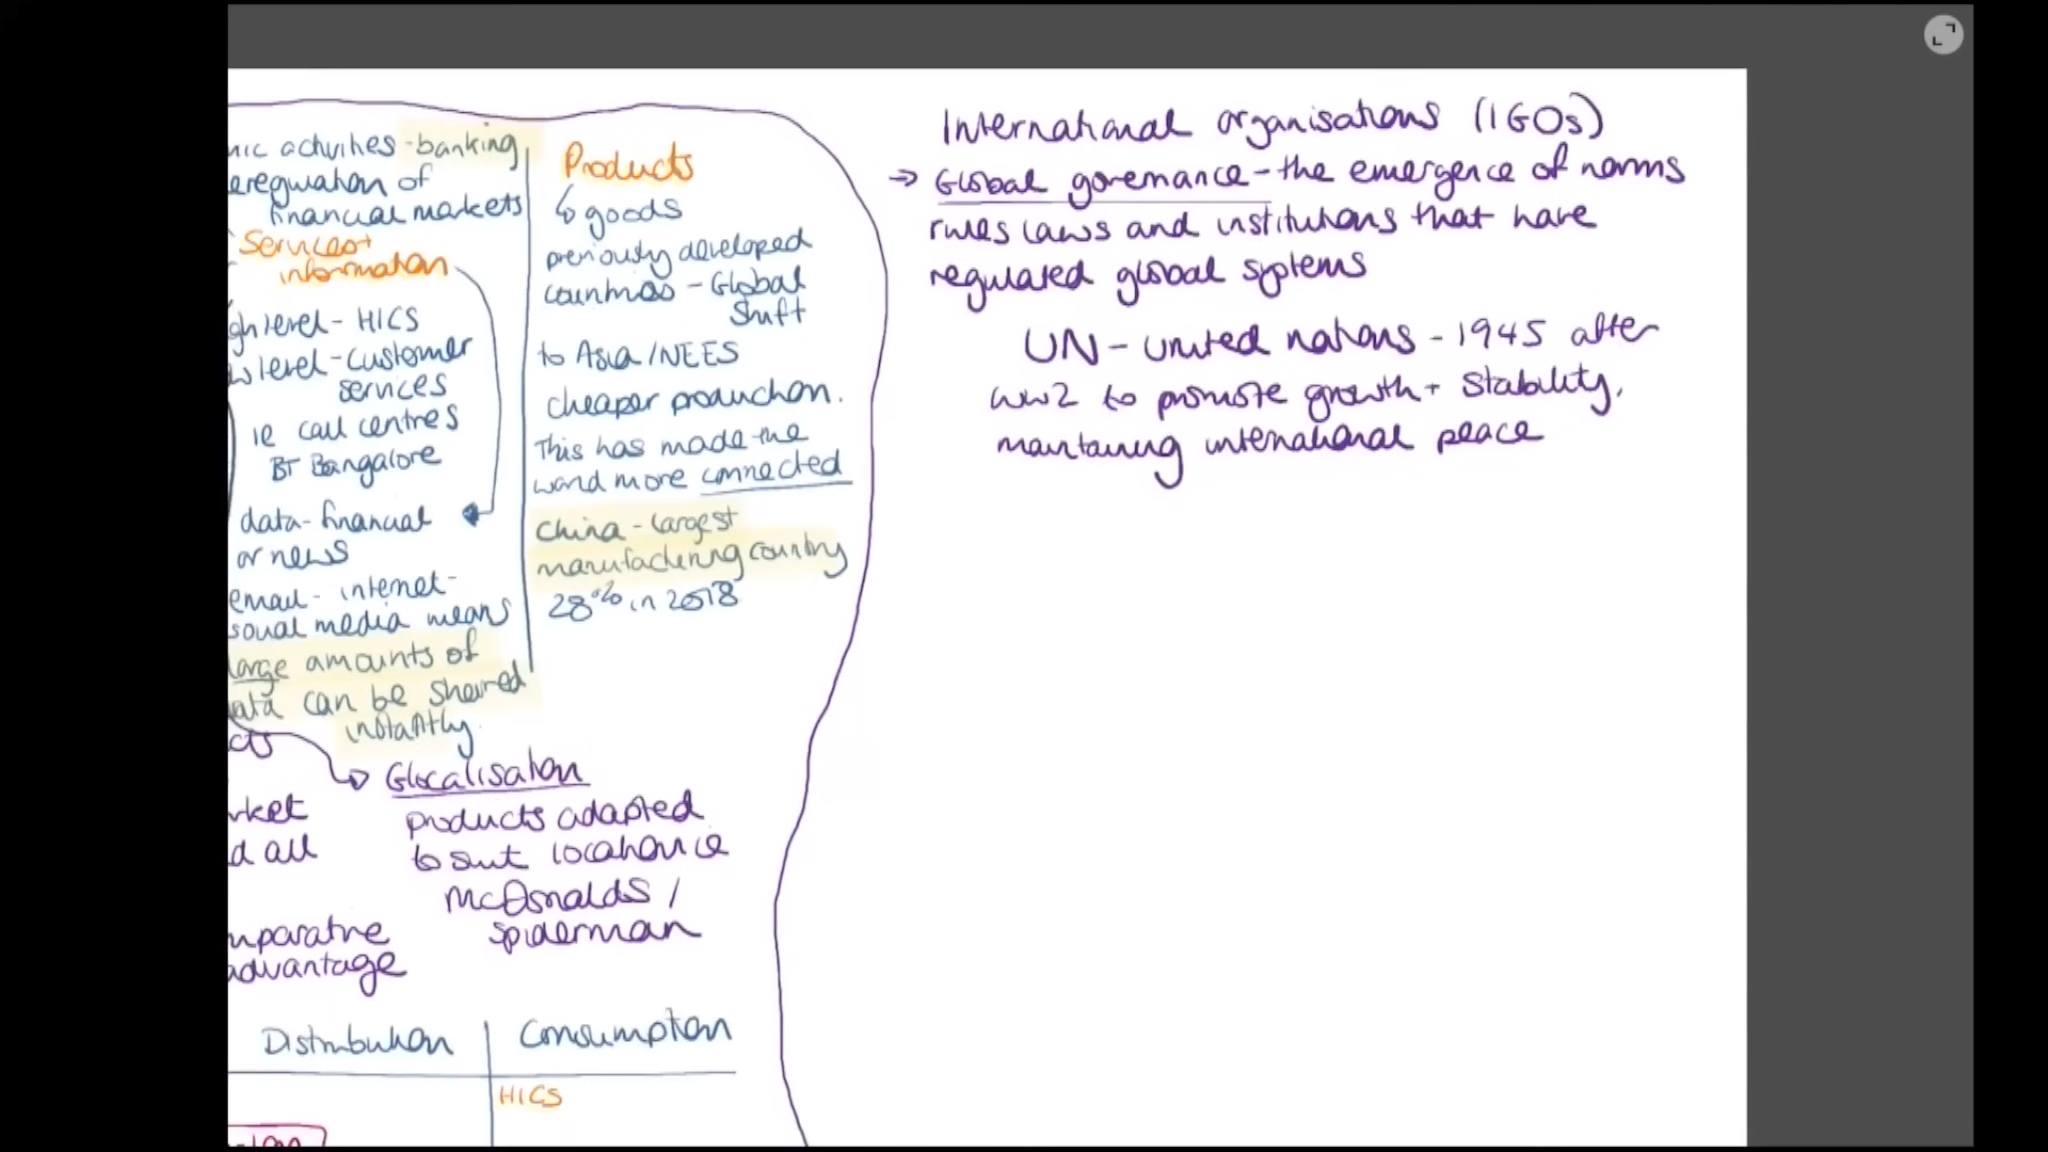 nic activities - banking
eregulation of
financial markets
Services +
information
gh level - HICS
w level - customer
services
ie call centres
BT Bangalore
data - financial
or news
email - internet -
social media means
large amounts of
ata can be shared
instantly.
cts
rket
d all
mparative
advantage
Products
↳ goods
previously developed
countries - Global
Shift
to Asia / NEES
cheaper production.
This has made the
world more connected
China - largest
manufacturing country
28% in 2018
→ Glocalisation
products adapted
to suit location ie
McDonalds /
Spiderman
Distribution
Consumption
HICS
International organisations (IGOs)
→ Global governance - the emergence of norms
rules laws and institutions that have
regulated global systems
UN - united nations - 1945 after
ww2 to promote growth + stability,
maintaining international peace